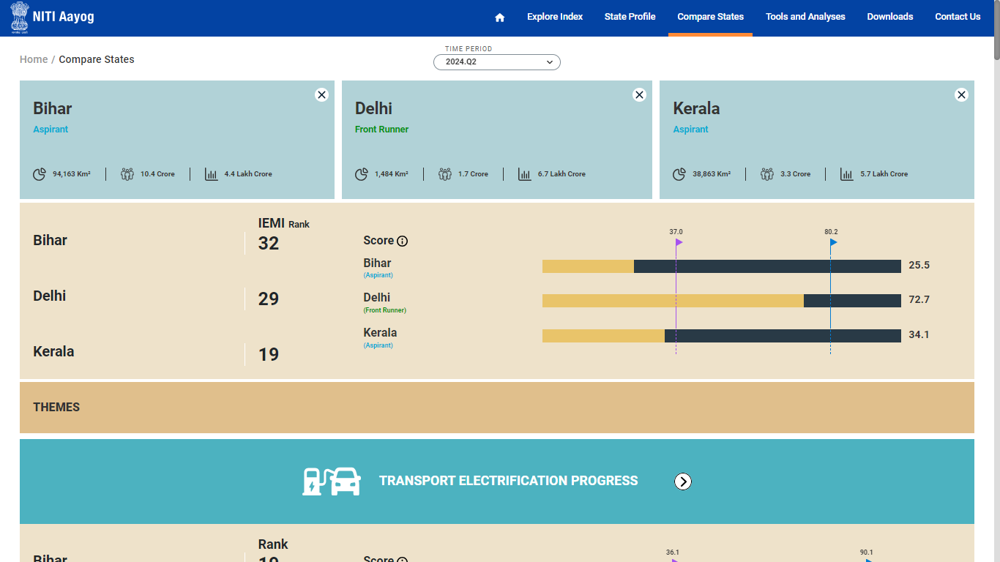 NITI Aayog
Explore Index
State Profile
Compare States
Tools and Analyses
Downloads
Contact Us
Home / Compare States
TIME PERIOD
2024.Q2
Bihar
Aspirant
94,163 Km²
10.4 Crore
4.4 Lakh Crore
Delhi
Front Runner
1,484 Km²
1.7 Crore
6.7 Lakh Crore
Kerala
Aspirant
38,863 Km²
3.3 Crore
5.7 Lakh Crore
IEMI Rank
Bihar
32
Delhi
29
Kerala
19
Score
37.0
80.2
Bihar
(Aspirant)
25.5
Delhi
(Front Runner)
72.7
Kerala
(Aspirant)
34.1
THEMES
TRANSPORT ELECTRIFICATION PROGRESS
Rank
Bihar
19
Score
36.1
90.1